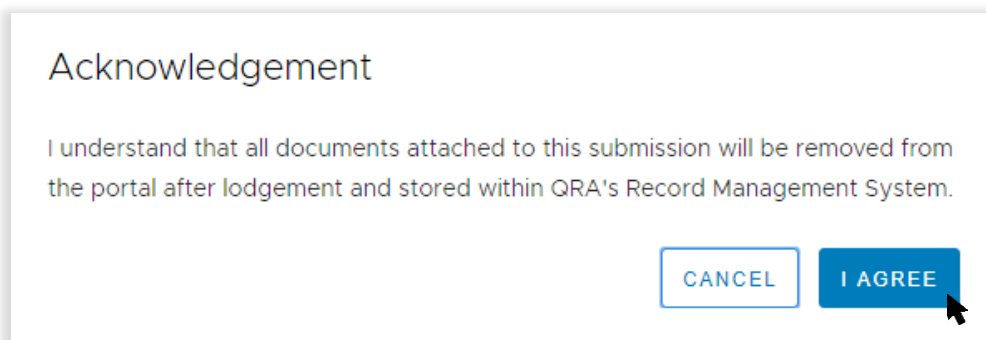 Acknowledgement
I understand that all documents attached to this submission will be removed from
the portal after lodgement and stored within QRA's Record Management System.
CANCEL
I AGREE